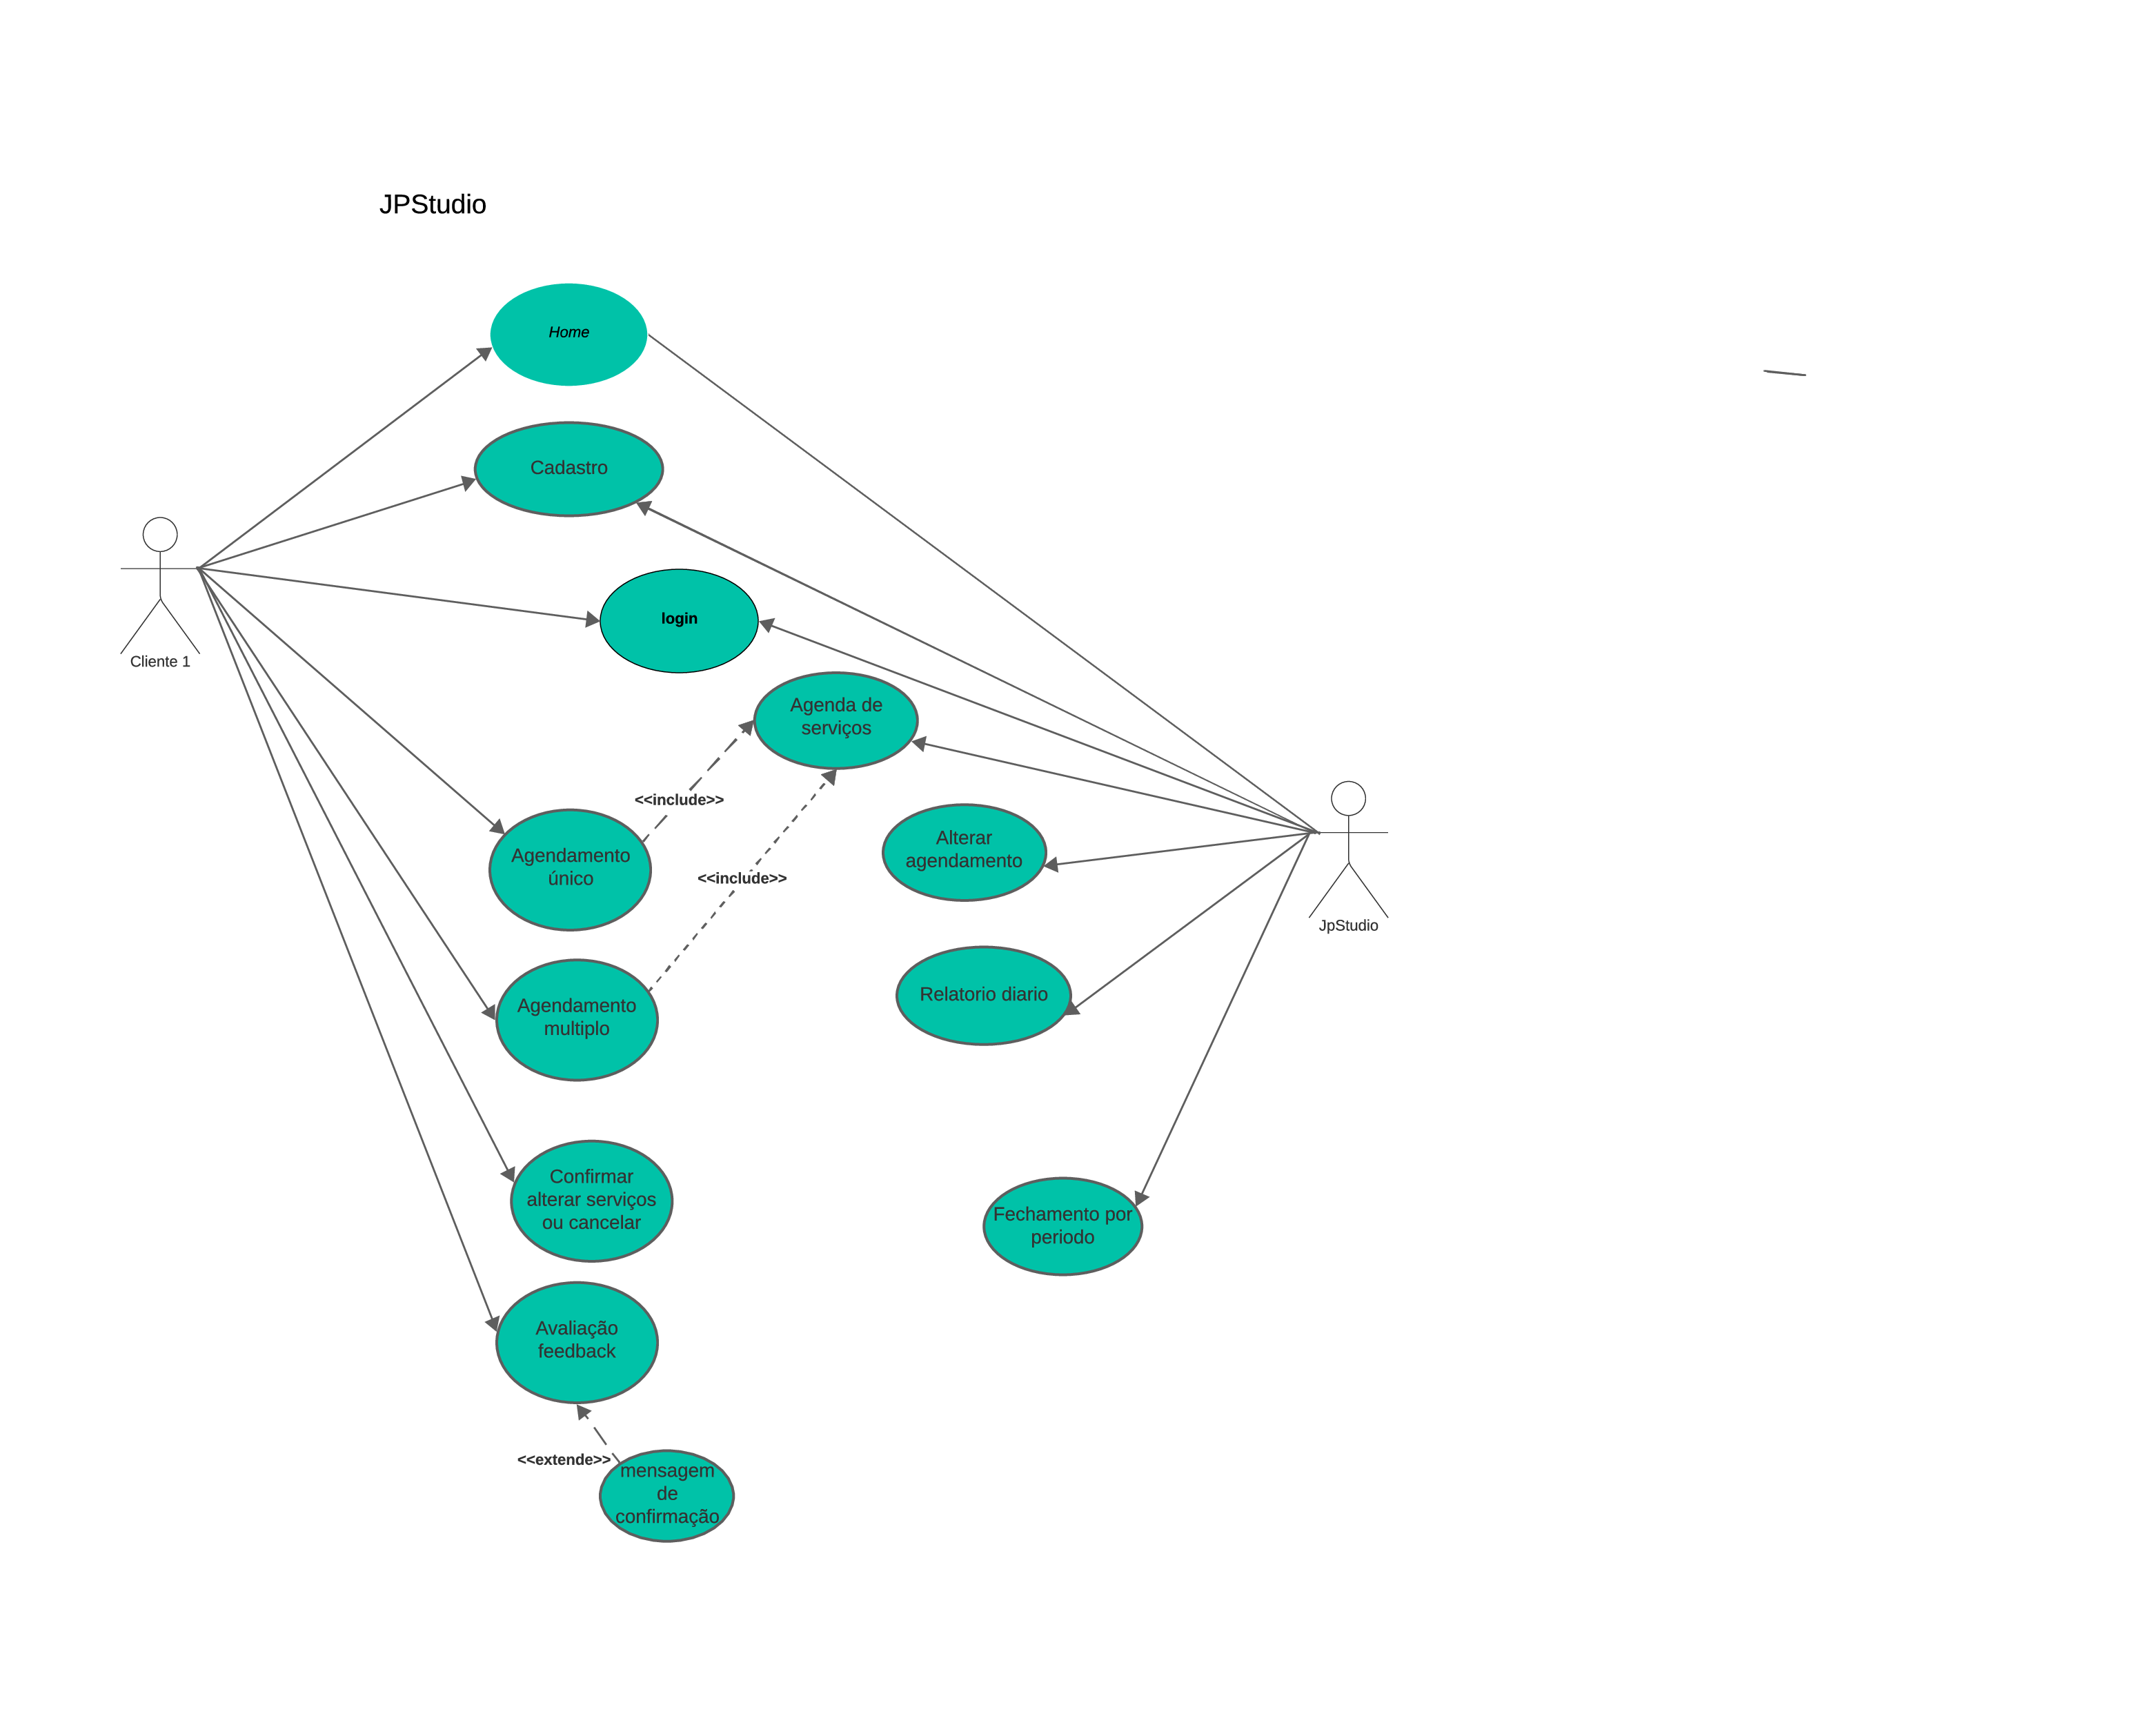 JPStudio
Home
Cadastro
login
Cliente 1
Agenda de
serviços
<<include>>
Agendamento
único
<<include>>
Alterar
agendamento
JpStudio
Agendamento
multiplo
Relatorio diario
Confirmar
alterar serviços
ou cancelar
Fechamento por
periodo
Avaliação
feedback
<<extende>>
mensagem
de
confirmação